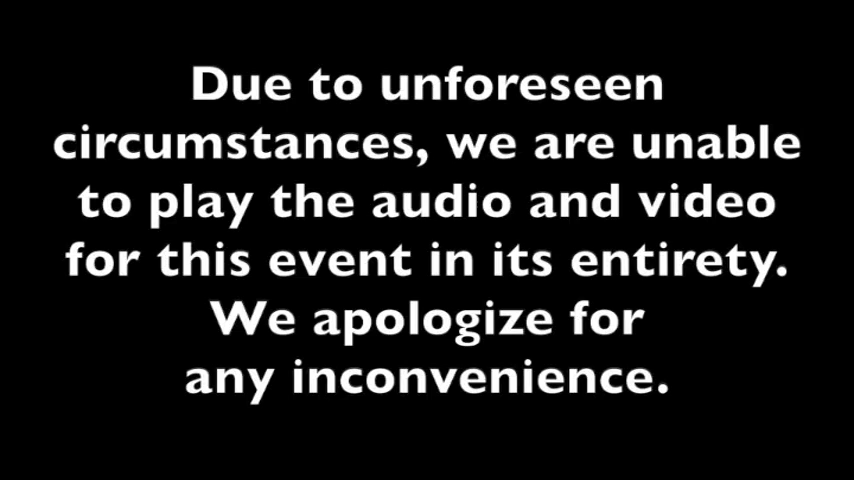 Due to unforeseen
circumstances, we are unable
to play the audio and video
for this event in its entirety.
We apologize for
any inconvenience.